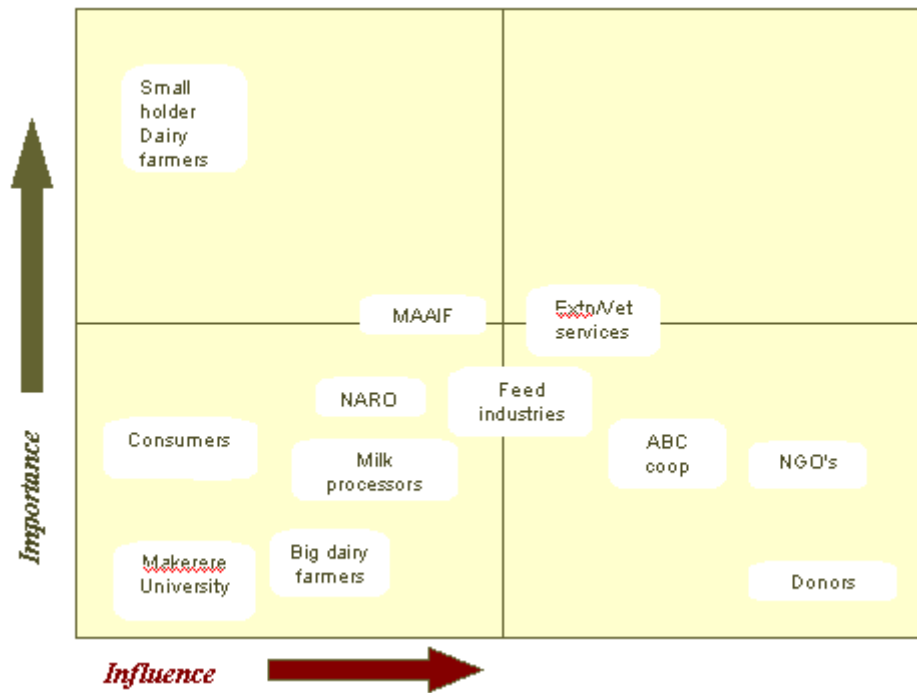 Small
holder
Dairy
farmers
MAAIF
Extn/Vet
services
NARO
Feed
industries
Consumers
Milk
processors
ABC
coop
NGO's
Makerere
University
Big dairy
farmers
Donors
Importance
Influence